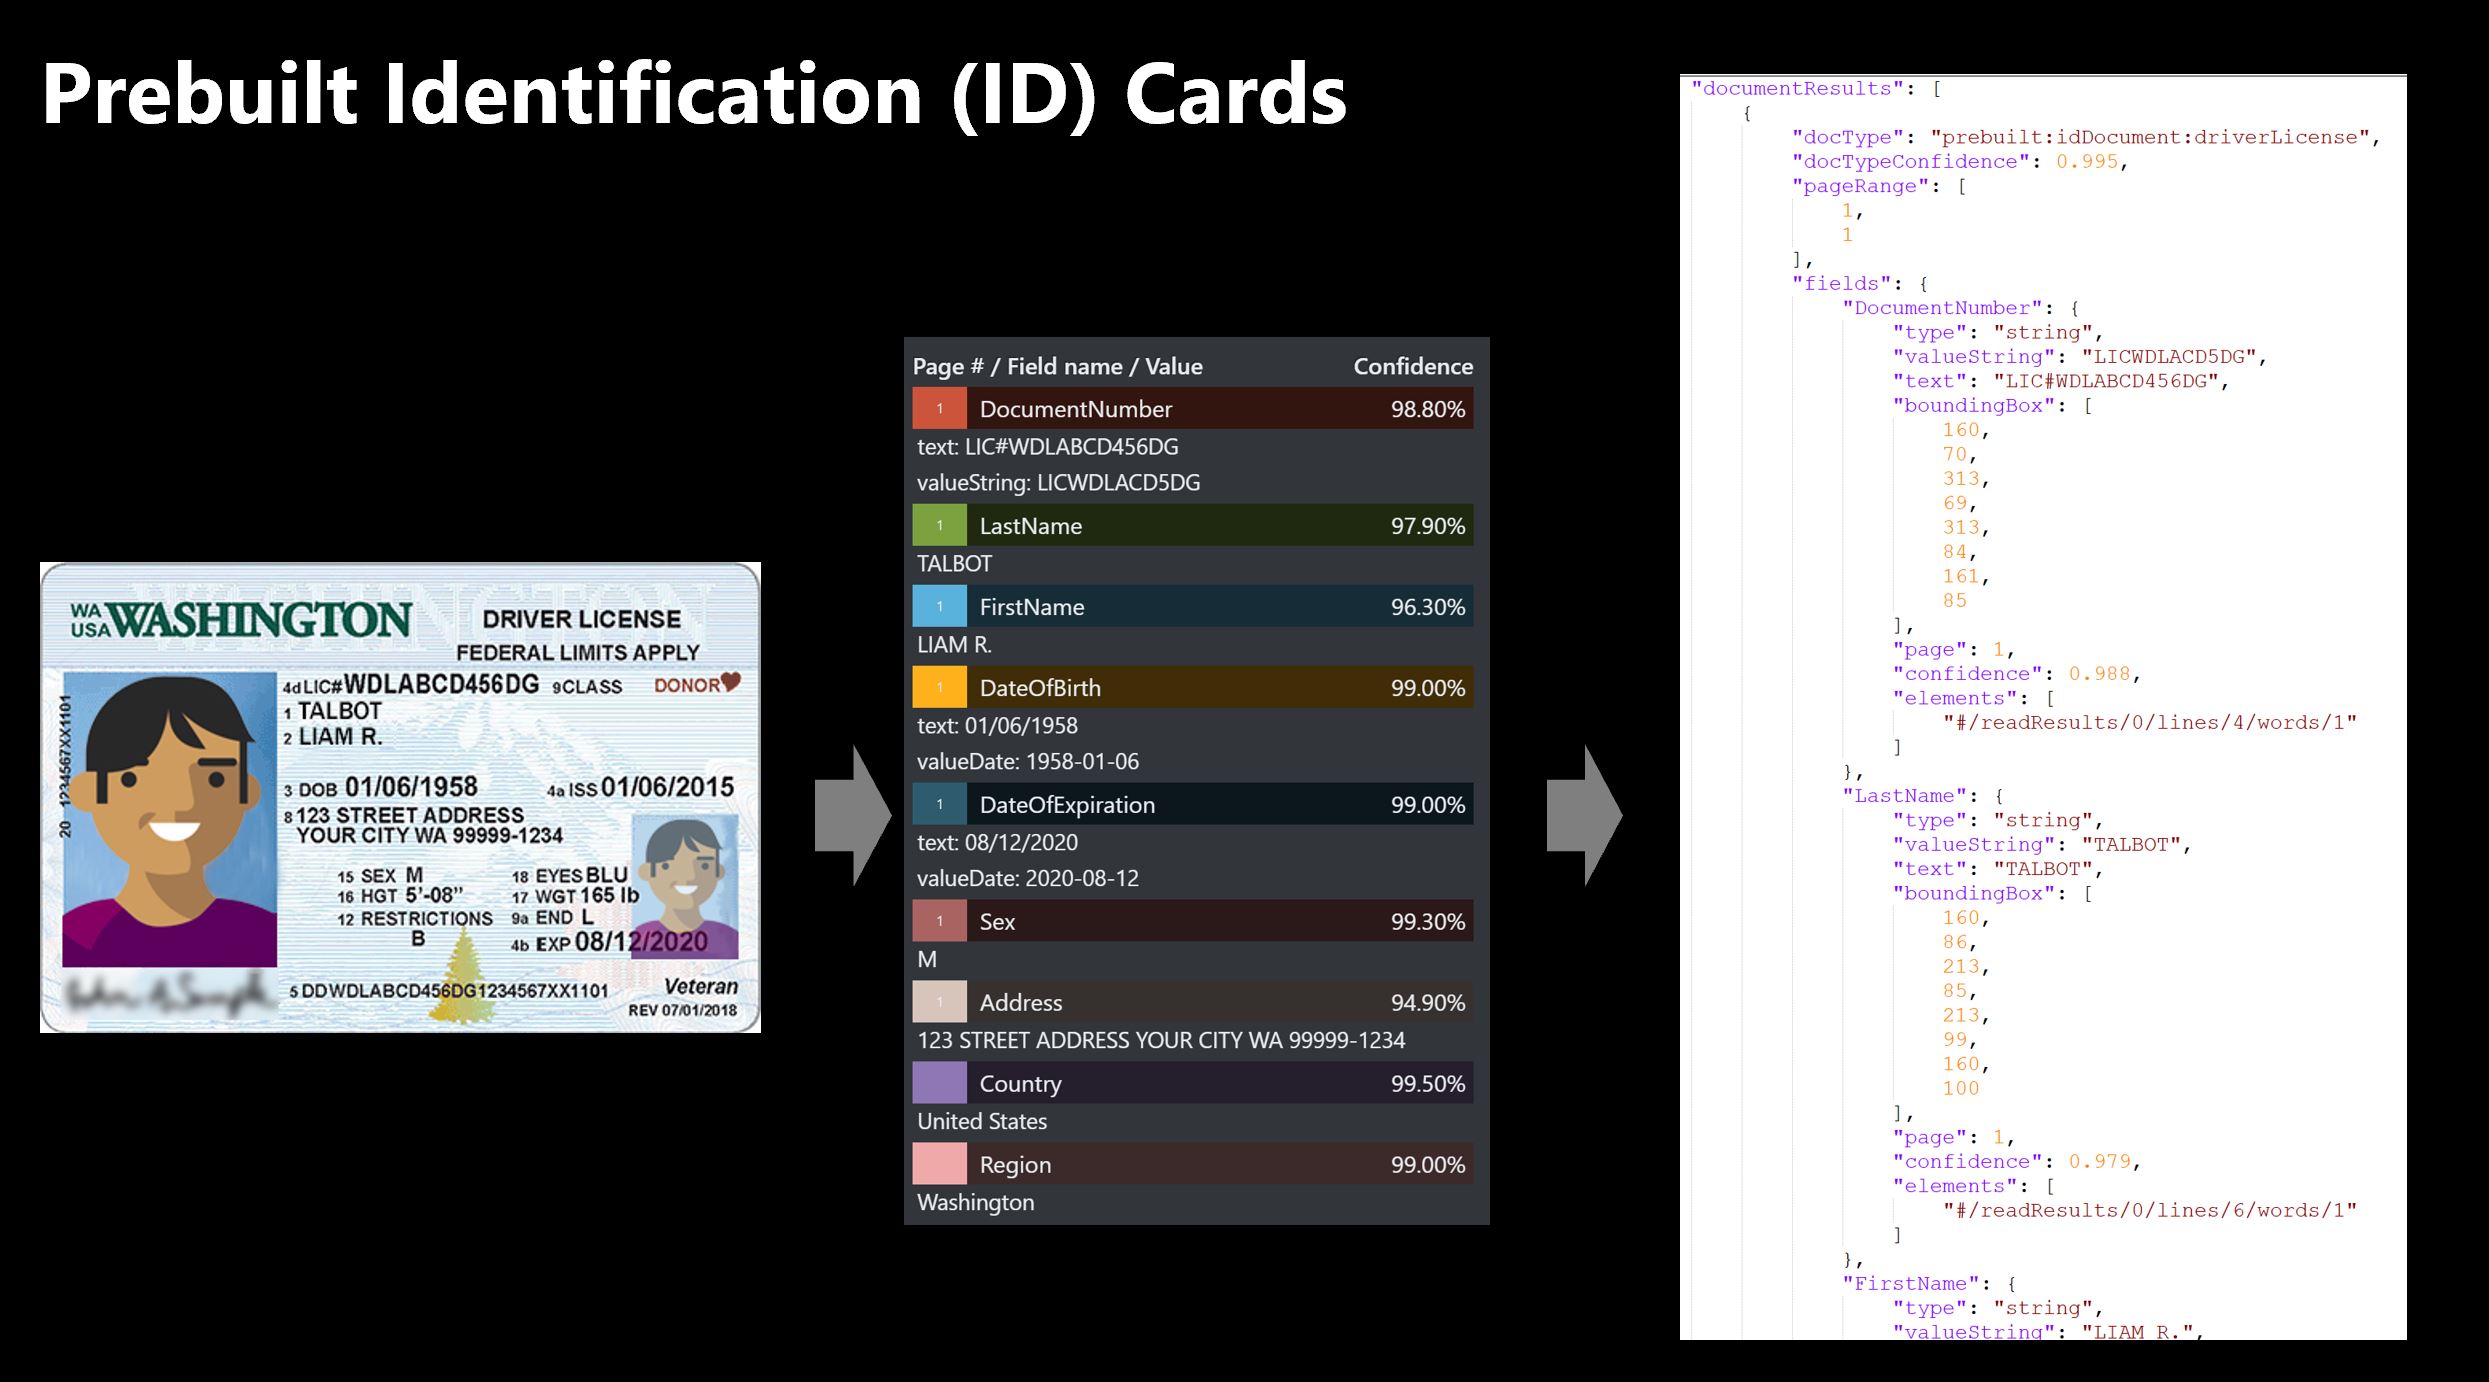 Prebuilt Identification (ID) Cards
WA
USA WASHINGTON
DRIVER LICENSE
FEDERAL LIMITS APPLY
4d LIC#WDLABCD456DG 9CLASS DONOR
1 TALBOT
2 LIAM R.
20 1234567XX1101
3 DOB 01/06/1958 4a ISS 01/06/2015
8 123 STREET ADDRESS
YOUR CITY WA 99999-1234
15 SEX M 18 EYES BLU
16 HGT 5'-08" 17 WGT 165 lb
12 RESTRICTIONS 9a END L
B 4b EXP 08/12/2020
5 DDWDLABCD456DG1234567XX1101
Veteran
REV 07/01/2018
Page # / Field name / Value Confidence
1 DocumentNumber 98.80%
text: LIC#WDLABCD456DG
valueString: LICWDLACD5DG
1 LastName 97.90%
TALBOT
1 FirstName 96.30%
LIAM R.
1 DateOfBirth 99.00%
text: 01/06/1958
valueDate: 1958-01-06
1 DateOfExpiration 99.00%
text: 08/12/2020
valueDate: 2020-08-12
1 Sex 99.30%
M
1 Address 94.90%
123 STREET ADDRESS YOUR CITY WA 99999-1234
Country 99.50%
United States
Region 99.00%
Washington
"documentResults": [
{
"docType": "prebuilt:idDocument:driverLicense",
"docTypeConfidence": 0.995,
"pageRange": [
1,
1
],
"fields": {
"DocumentNumber": {
"type": "string",
"valueString": "LICWDLACD5DG",
"text": "LIC#WDLABCD456DG",
"boundingBox": [
160,
70,
313,
69,
313,
84,
161,
85
],
"page": 1,
"confidence": 0.988,
"elements": [
"#/readResults/0/lines/4/words/1"
]
},
"LastName": {
"type": "string",
"valueString": "TALBOT",
"text": "TALBOT",
"boundingBox": [
160,
86,
213,
85,
213,
99,
160,
100
],
"page": 1,
"confidence": 0.979,
"elements": [
"#/readResults/0/lines/6/words/1"
]
},
"FirstName": {
"type": "string",
"valueString": "LIAM R.",